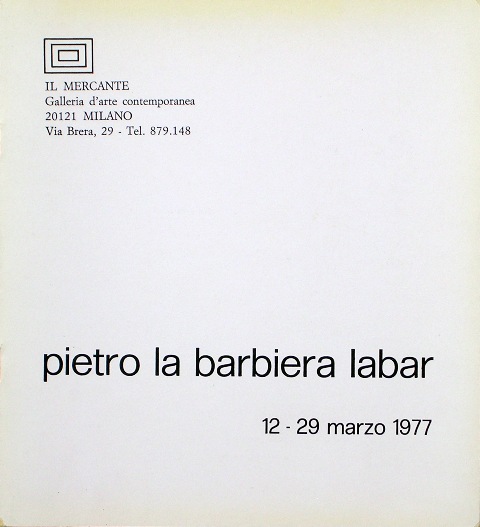 IL MERCANTE
Galleria d'arte contemporanea
20121 MILANO
Via Brera, 29 - Tel. 879.148
pietro la barbiera labar
12 - 29 marzo 1977